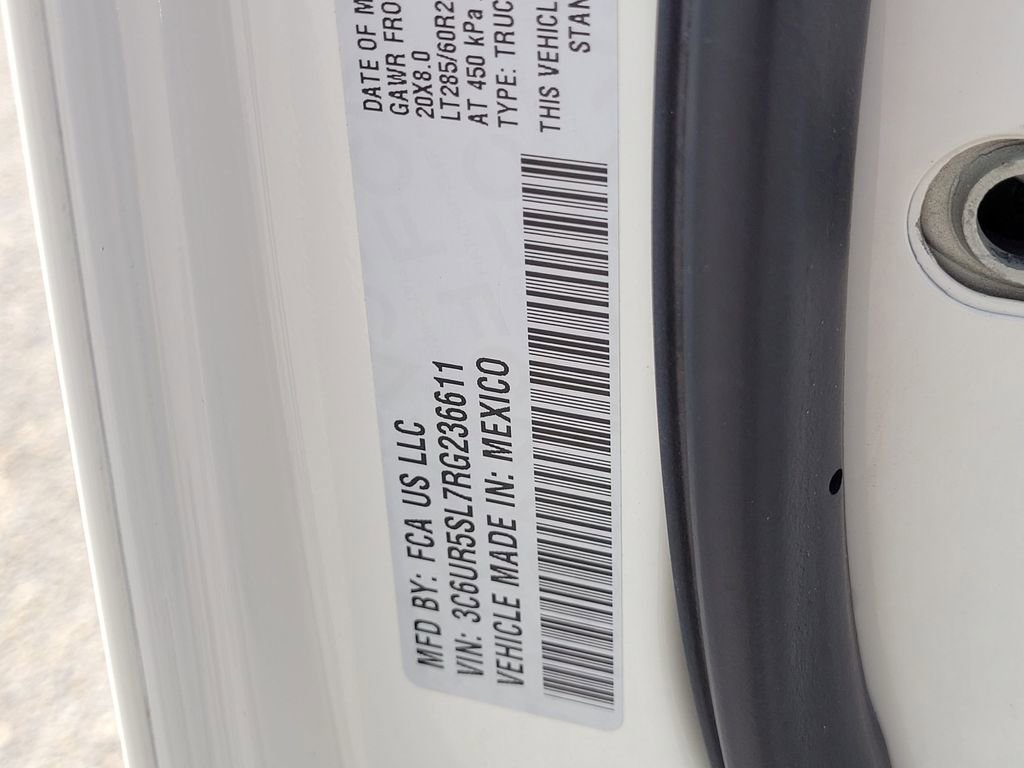 MFD BY: FCA US LLC
VIN: 3C6UR5SL7RG236611
VEHICLE MADE IN: MEXICO
DATE OF M
GAWR FRO
20X8.0
LT285/60R2
AT 450 kPa
TYPE: TRUC
THIS VEHICLE
STAN